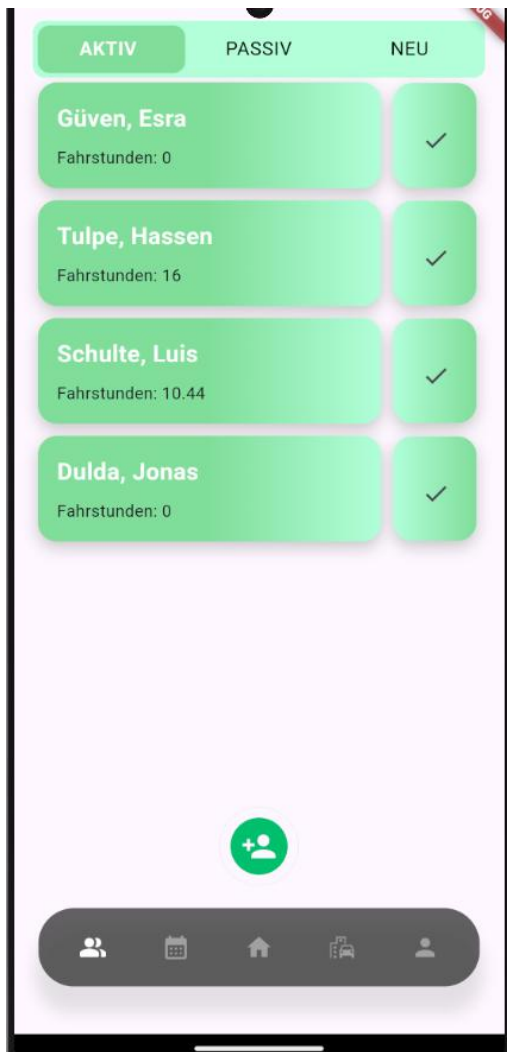 AKTIV PASSIV NEU
Güven, Esra
Fahrstunden: 0
Tulpe, Hassen
Fahrstunden: 16
Schulte, Luis
Fahrstunden: 10.44
Dulda, Jonas
Fahrstunden: 0